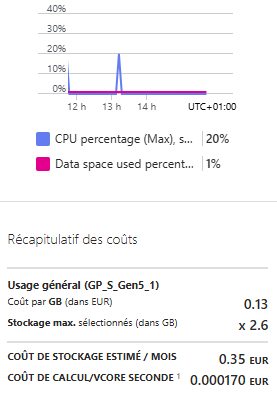 40%
30%
20%
10%
0%
12 h 13 h 14 h UTC+01:00
CPU percentage (Max), s... 20%
Data space used percent... 1%
Récapitulatif des coûts
Usage général (GP_S_Gen5_1)
Coût par GB (dans EUR) 0.13
Stockage max. sélectionnés (dans GB) x 2.6
COÛT DE STOCKAGE ESTIMÉ / MOIS 0.35 EUR
COÛT DE CALCUL/VCORE SECONDE 1 0.000170 EUR